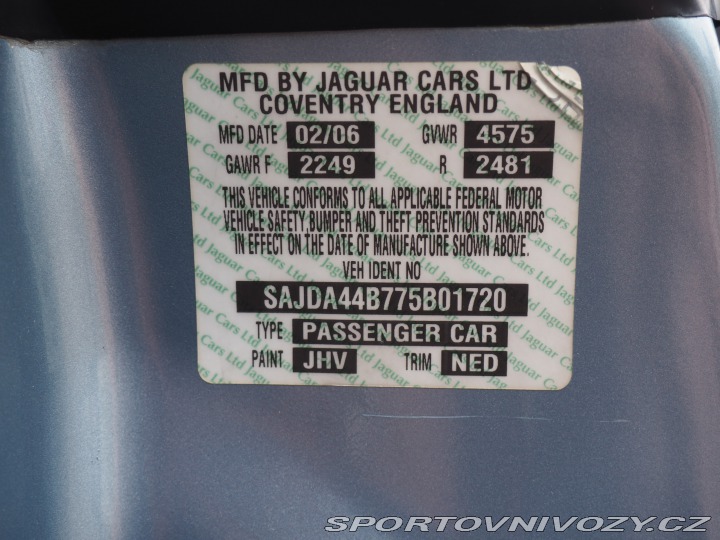 MFD BY JAGUAR CARS LTD
COVENTRY ENGLAND
MFD DATE 02/06 GVWR 4575
GAWR F 2249 R 2481
THIS VEHICLE CONFORMS TO ALL APPLICABLE FEDERAL MOTOR
VEHICLE SAFETY, BUMPER AND THEFT PREVENTION STANDARDS
IN EFFECT ON THE DATE OF MANUFACTURE SHOWN ABOVE.
VEH IDENT NO
SAJDA44B775B01720
TYPE PASSENGER CAR
PAINT JHV TRIM NED
SPORTOVNIVOZY.CZ